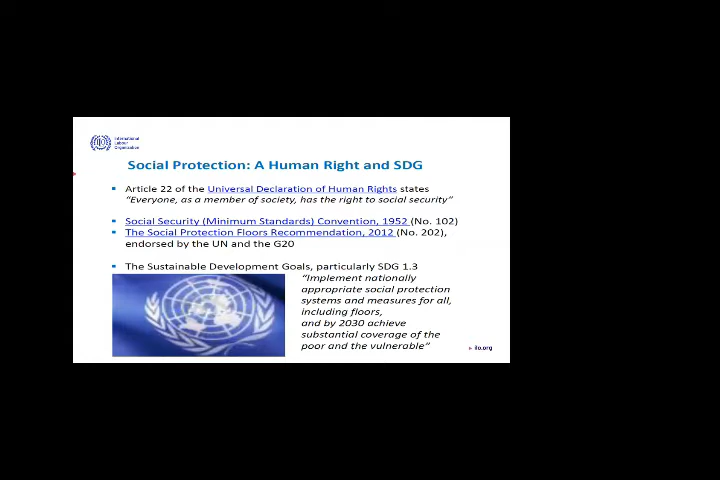 International
Labour
Organization
Social Protection: A Human Right and SDG
Article 22 of the Universal Declaration of Human Rights states
“Everyone, as a member of society, has the right to social security”
Social Security (Minimum Standards) Convention, 1952 (No. 102)
The Social Protection Floors Recommendation, 2012 (No. 202),
endorsed by the UN and the G20
The Sustainable Development Goals, particularly SDG 1.3
“Implement nationally
appropriate social protection
systems and measures for all,
including floors,
and by 2030 achieve
substantial coverage of the
poor and the vulnerable”
ilo.org